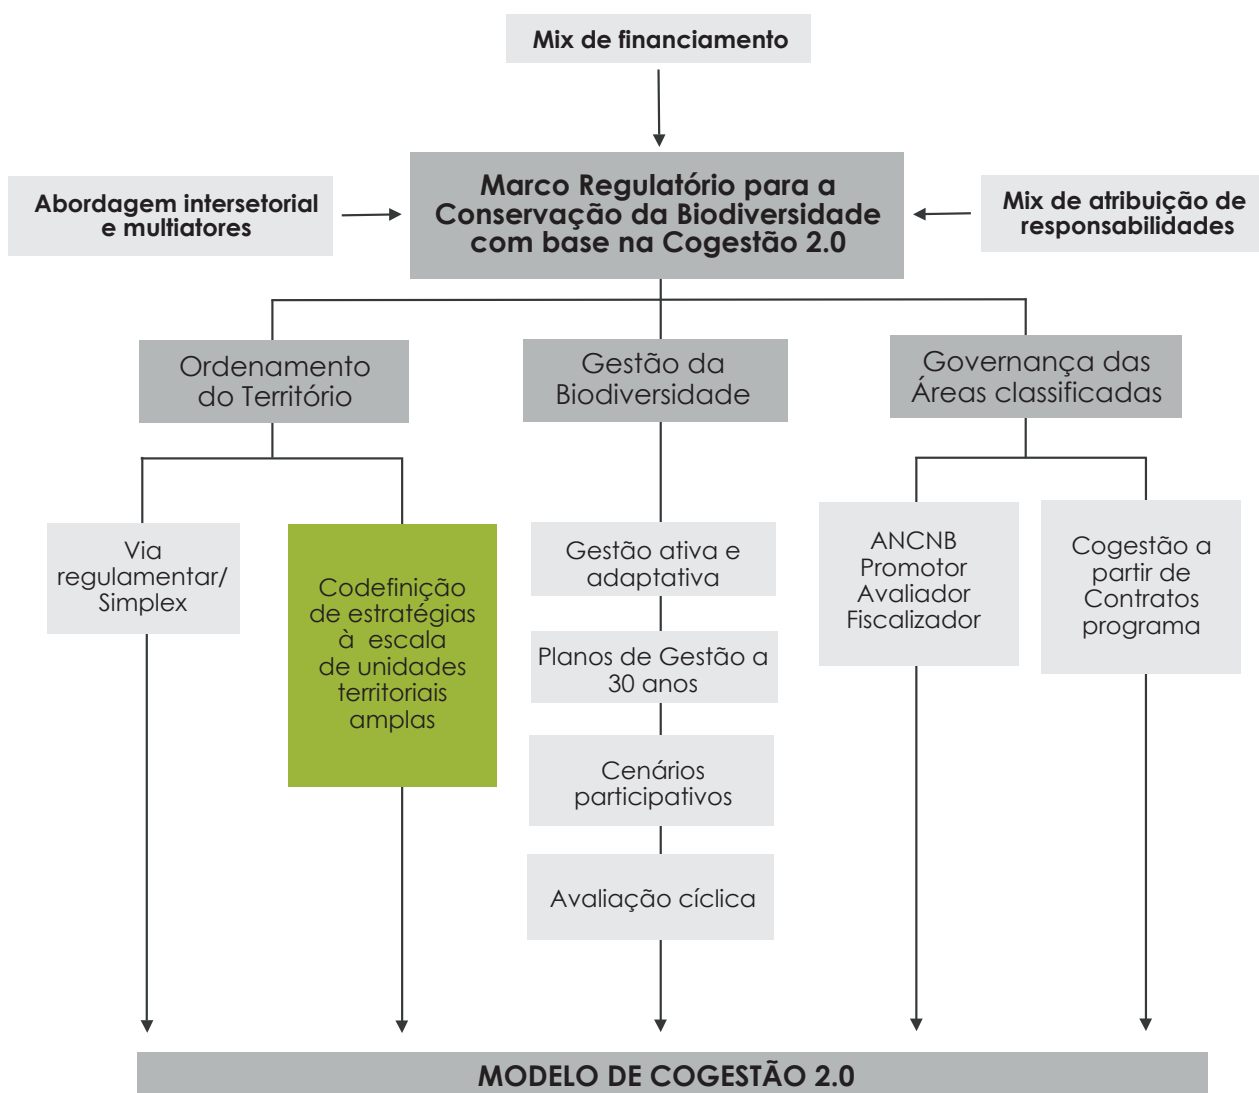 Mix de financiamento
Abordagem intersetorial
e multiatores
Marco Regulatório para a
Conservação da Biodiversidade
com base na Cogestão 2.0
Mix de atribuição de
responsabilidades
Ordenamento
do Território
Gestão da
Biodiversidade
Governança das
Áreas classificadas
Via
regulamentar/
Simplex
Codefinição
de estratégias
à escala
de unidades
territoriais
amplas
Gestão ativa e
adaptativa
Planos de Gestão a
30 anos
Cenários
participativos
Avaliação cíclica
ANCNB
Promotor
Avaliador
Fiscalizador
Cogestão a
partir de
Contratos
programa
MODELO DE COGESTÃO 2.0